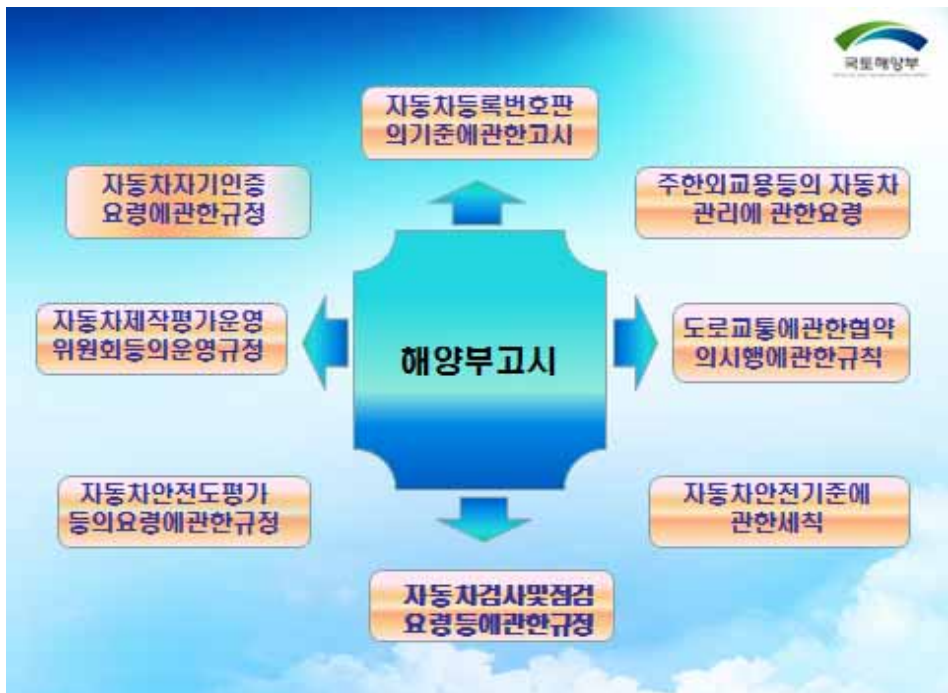 국토해양부
자동차등록번호판
의기준에관한고시
자동차자기인증
요령에관한규정
주한외교용등의 자동차
관리에 관한요령
자동차제작평가운영
위원회등의운영규정
해양부고시
도로교통에관한협약
의시행에관한규칙
자동차안전도평가
등의요령에관한규정
자동차안전기준에
관한세칙
자동차검사및점검
요령등에관한규정